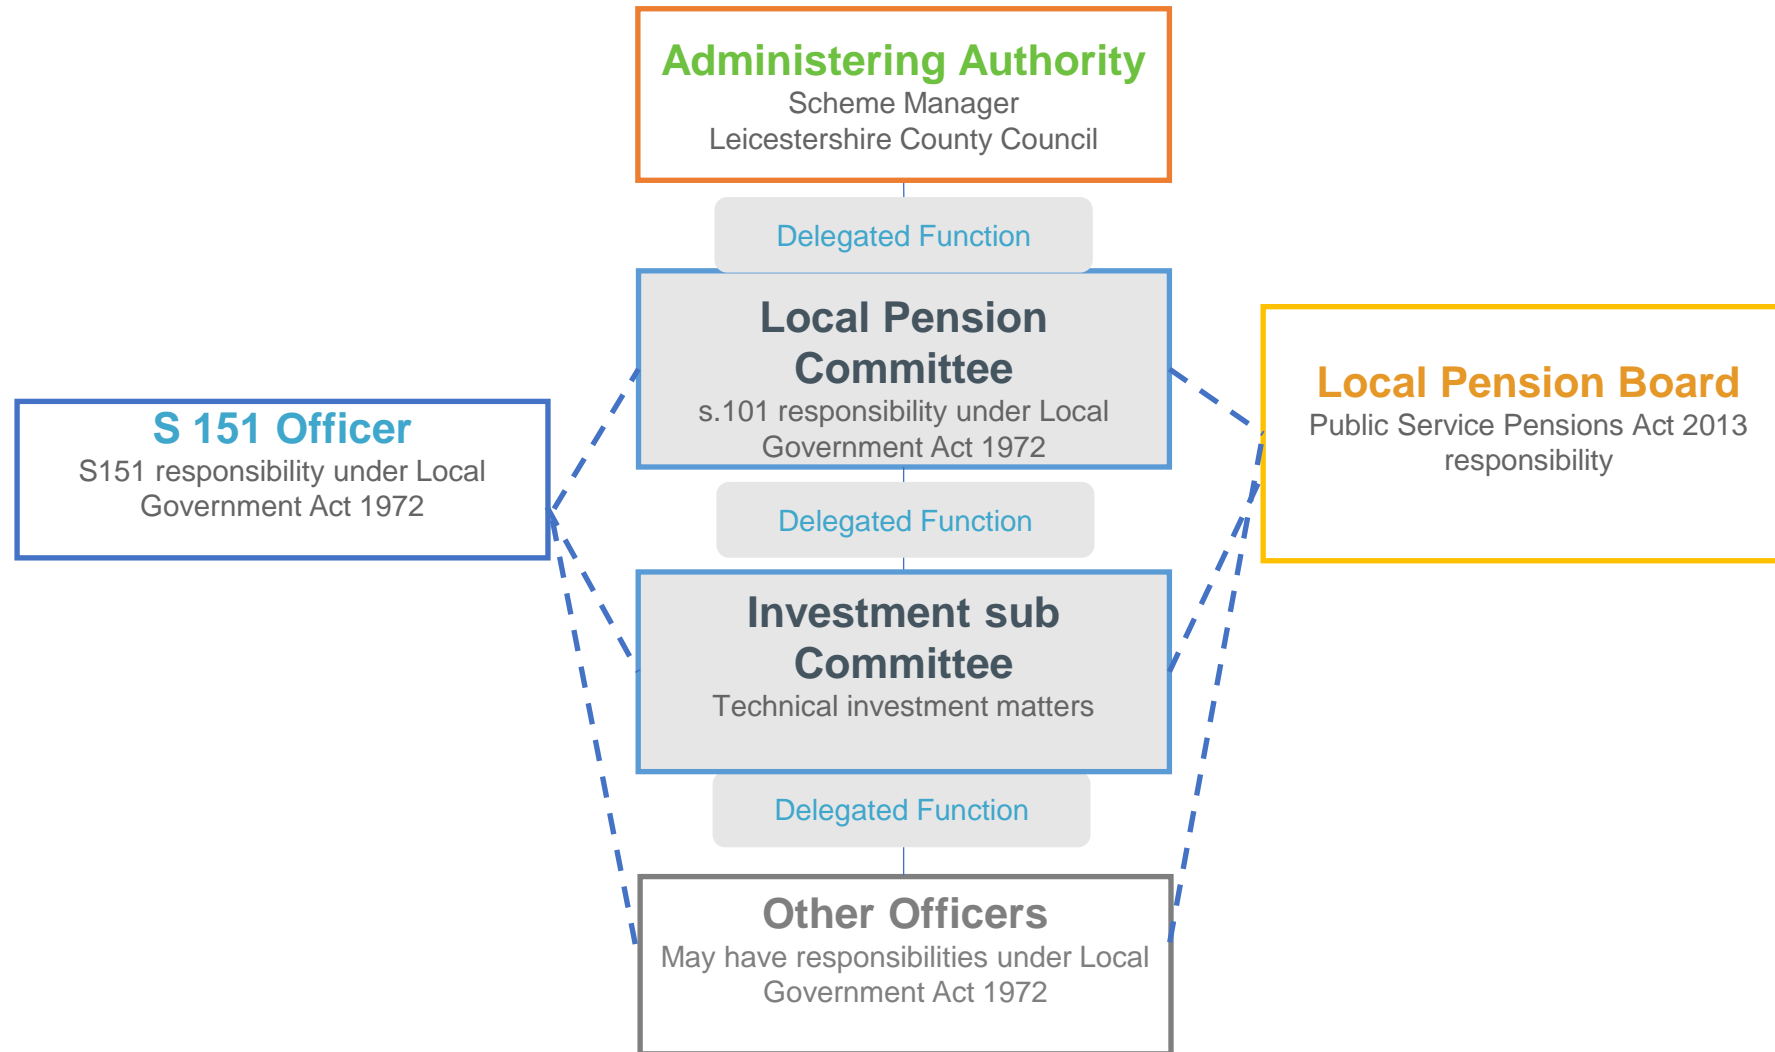 Administering Authority
Scheme Manager
Leicestershire County Council
Delegated Function
Local Pension
Committee
s.101 responsibility under Local
Government Act 1972
Local Pension Board
Public Service Pensions Act 2013
responsibility
S 151 Officer
S151 responsibility under Local
Government Act 1972
Delegated Function
Investment sub
Committee
Technical investment matters
Delegated Function
Other Officers
May have responsibilities under Local
Government Act 1972